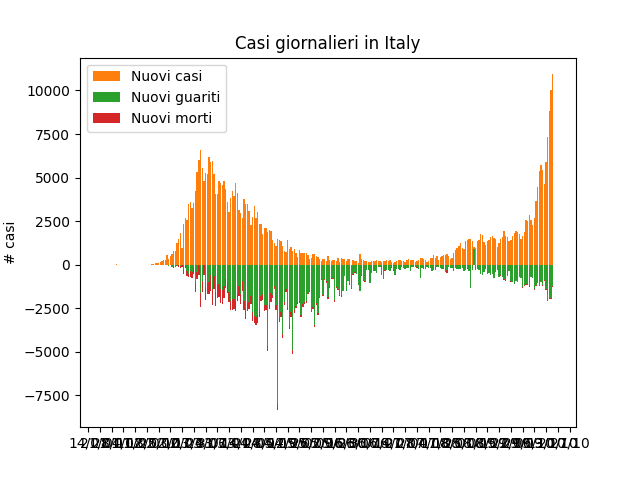 Casi giornalieri in Italy
Nuovi casi
Nuovi guariti
Nuovi morti
# casi
10000
7500
5000
2500
0
−2500
−5000
−7500